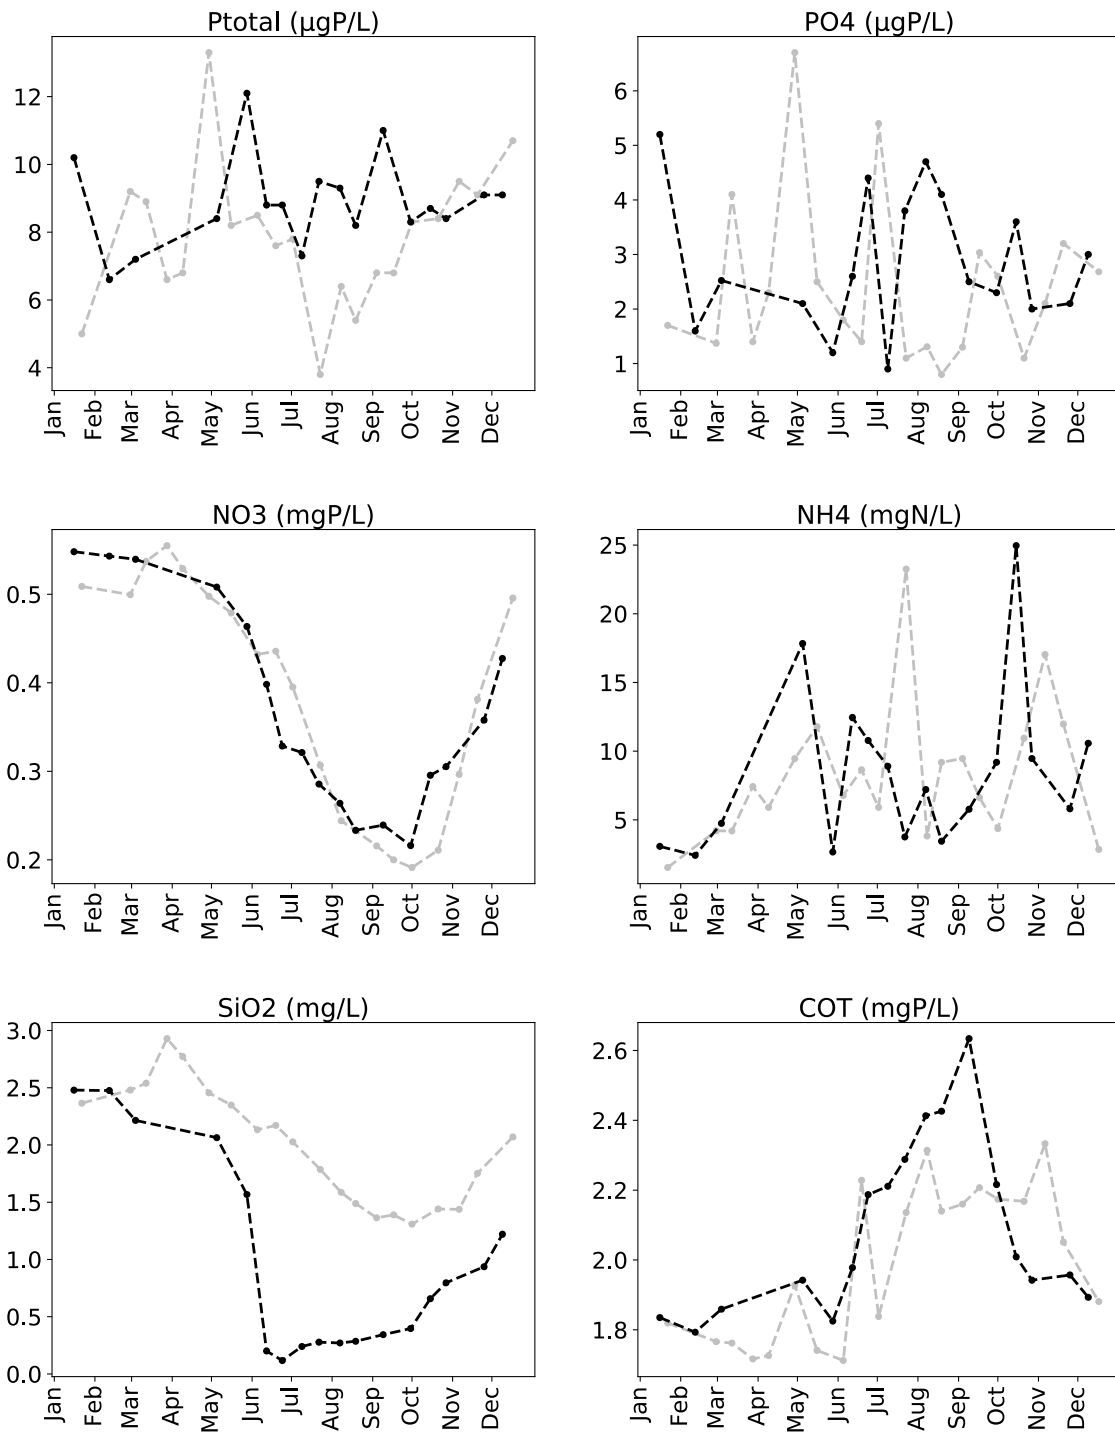 Ptotal (µgP/L)
12
10
8
6
4
Jan Feb Mar Apr May Jun Jul Aug Sep Oct Nov Dec
PO4 (µgP/L)
6
5
4
3
2
1
Jan Feb Mar Apr May Jun Jul Aug Sep Oct Nov Dec
NO3 (mgP/L)
0.5
0.4
0.3
0.2
Jan Feb Mar Apr May Jun Jul Aug Sep Oct Nov Dec
NH4 (mgN/L)
25
20
15
10
5
Jan Feb Mar Apr May Jun Jul Aug Sep Oct Nov Dec
SiO2 (mg/L)
3.0
2.5
2.0
1.5
1.0
0.5
0.0
Jan Feb Mar Apr May Jun Jul Aug Sep Oct Nov Dec
COT (mgP/L)
2.6
2.4
2.2
2.0
1.8
Jan Feb Mar Apr May Jun Jul Aug Sep Oct Nov Dec